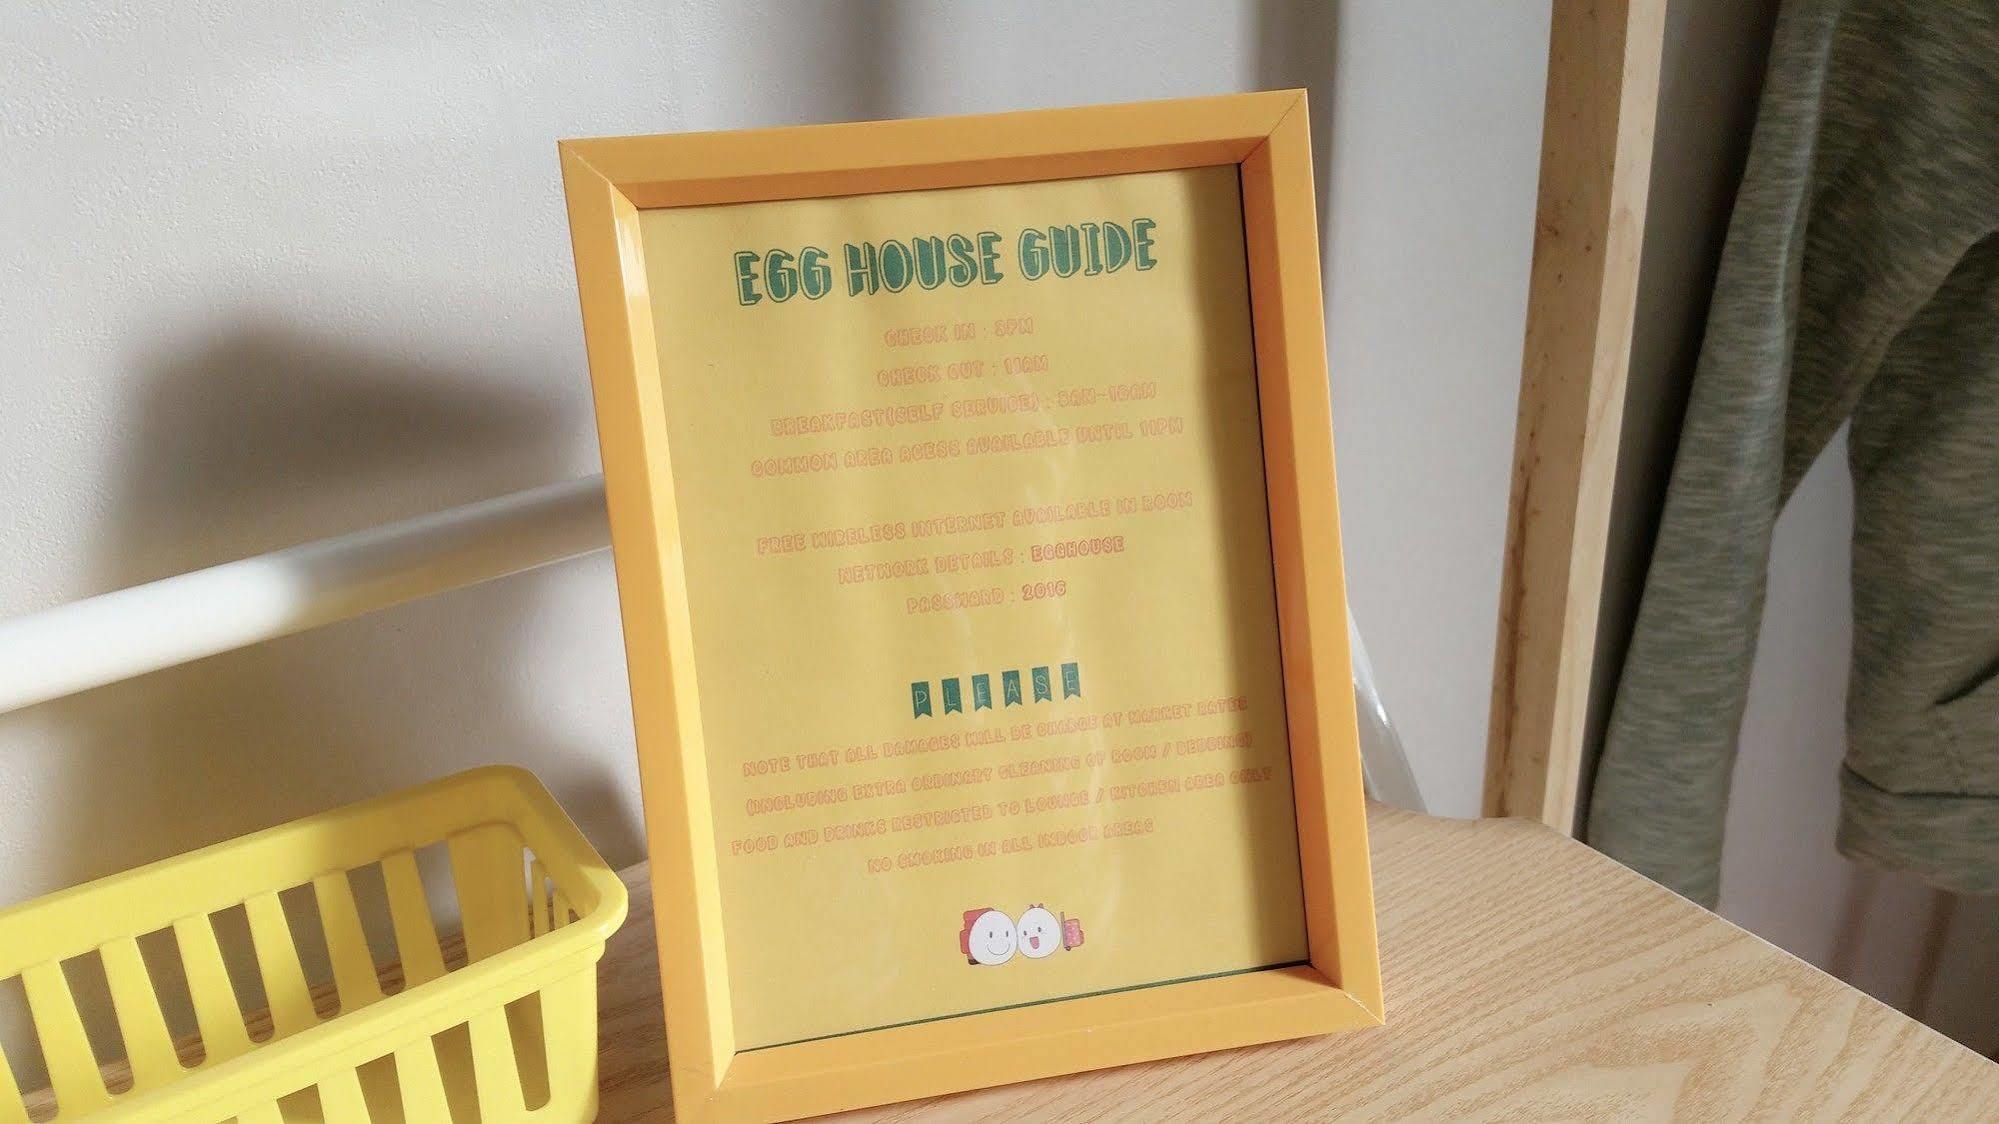 EGG HOUSE GUIDE
CHECK IN : 3PM
CHECK OUT : 11AM
BREAKFAST(SELF SERVICE) : 8AM-10AM
COMMON AREA ACESS AVAILABLE UNTIL 11PM
FREE WIRELESS INTERNET AVAILABLE IN ROOM
NETWORK DETAILS : EGGHOUSE
PASSWARD : 2016
PLEASE
NOTE THAT ALL DAMAGES WILL BE CHARGE AT MARKET RATES
(INCLUDING EXTRA ORDINARY CLEANING OF ROOM / BEDDING)
FOOD AND DRINKS RESTRICTED TO LOUNGE / KITCHEN AREA ONLY
NO SMOKING IN ALL INDOOR AREAS